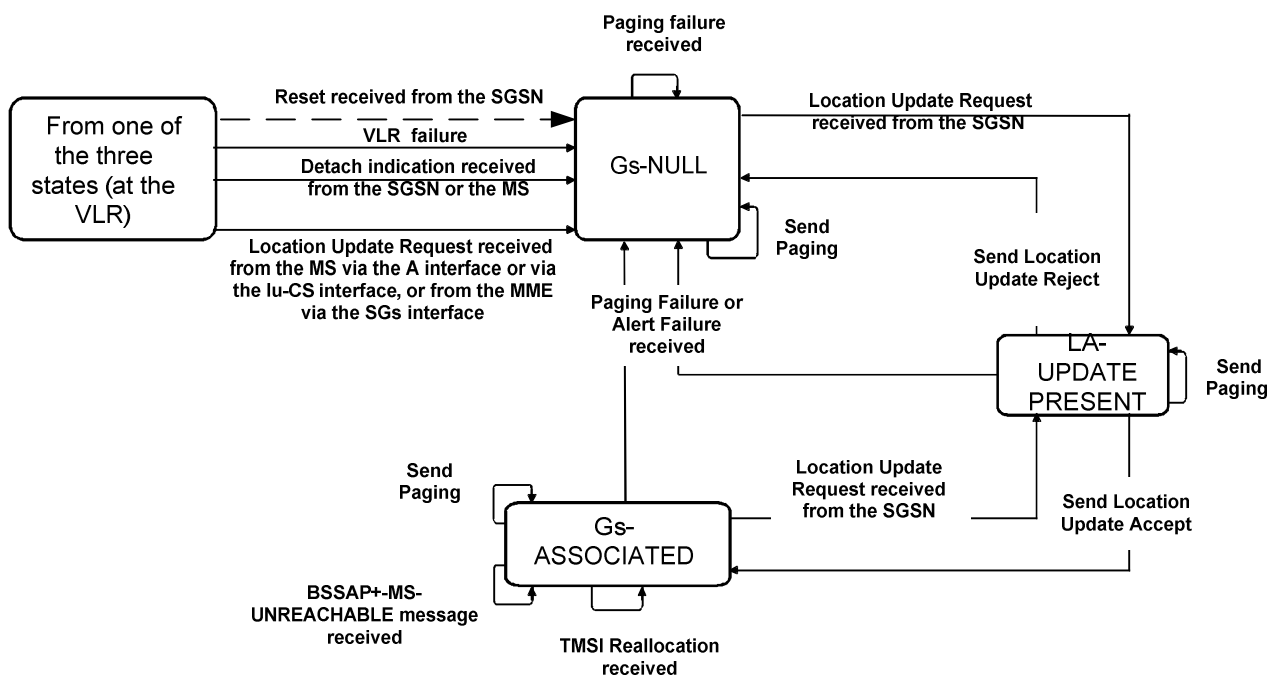 Paging failure
received
Reset received from the SGSN
VLR failure
Detach indication received
from the SGSN or the MS
Location Update Request received
from the MS via the A interface or via
the Iu-CS interface, or from the MME
via the SGs interface
From one of
the three
states (at the
VLR)
Gs-NULL
Location Update Request
received from the SGSN
Send
Paging
Send Location
Update Reject
Paging Failure or
Alert Failure
received
LA-
UPDATE
PRESENT
Send
Paging
Send
Paging
Gs-
ASSOCIATED
Location Update
Request received
from the SGSN
Send Location
Update Accept
BSSAP+-MS-
UNREACHABLE message
received
TMSI Reallocation
received